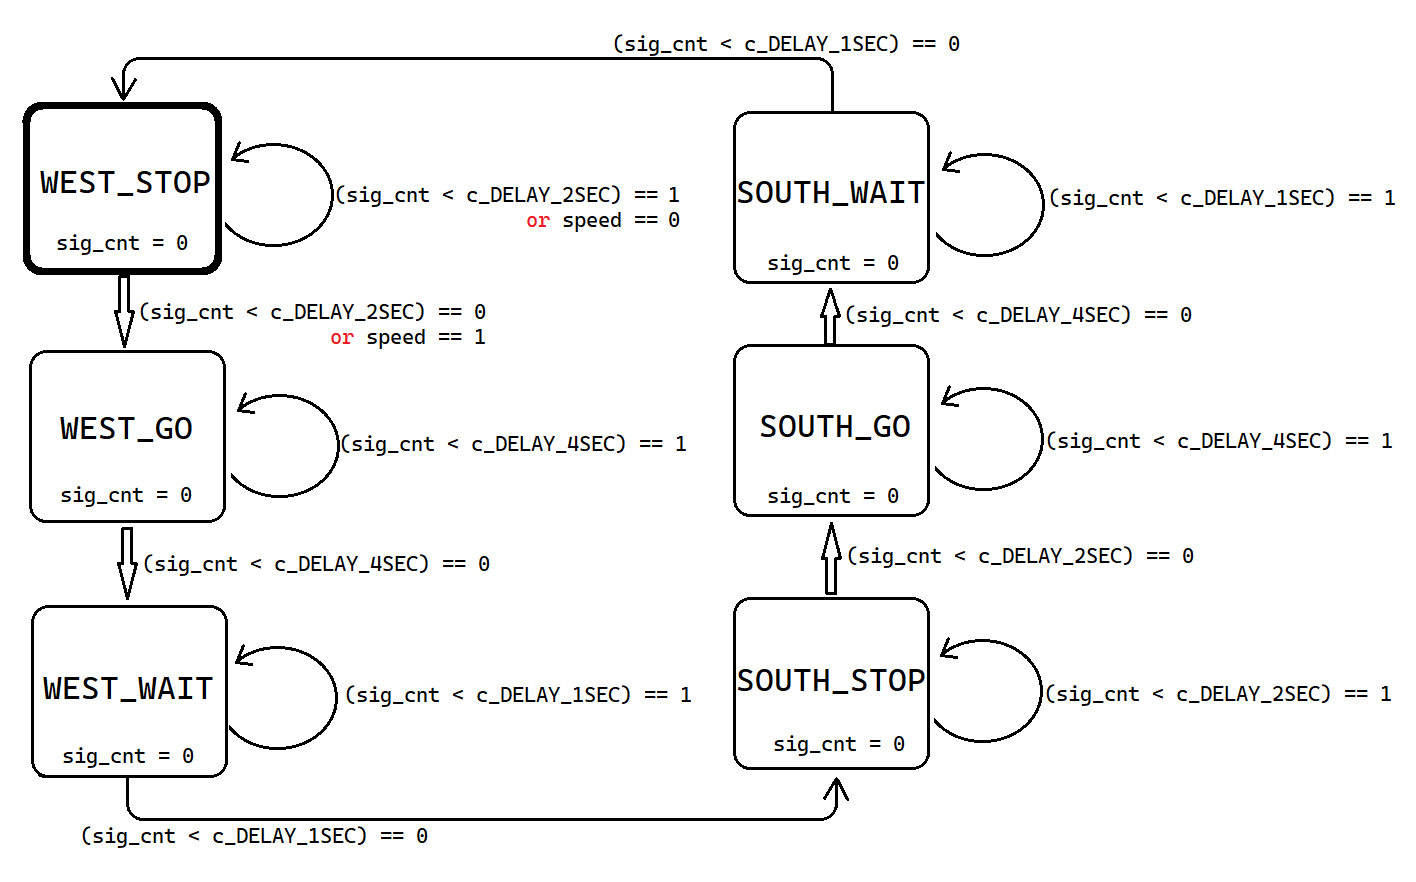 (sig_cnt < c_DELAY_1SEC) == 0
WEST_STOP
sig_cnt = 0
(sig_cnt < c_DELAY_2SEC) == 1
or speed == 0
(sig_cnt < c_DELAY_2SEC) == 0
or speed == 1
WEST_GO
sig_cnt = 0
(sig_cnt < c_DELAY_4SEC) == 1
(sig_cnt < c_DELAY_4SEC) == 0
WEST_WAIT
sig_cnt = 0
(sig_cnt < c_DELAY_1SEC) == 1
(sig_cnt < c_DELAY_1SEC) == 0
SOUTH_WAIT
sig_cnt = 0
(sig_cnt < c_DELAY_1SEC) == 1
(sig_cnt < c_DELAY_4SEC) == 0
SOUTH_GO
sig_cnt = 0
(sig_cnt < c_DELAY_4SEC) == 1
(sig_cnt < c_DELAY_2SEC) == 0
SOUTH_STOP
sig_cnt = 0
(sig_cnt < c_DELAY_2SEC) == 1